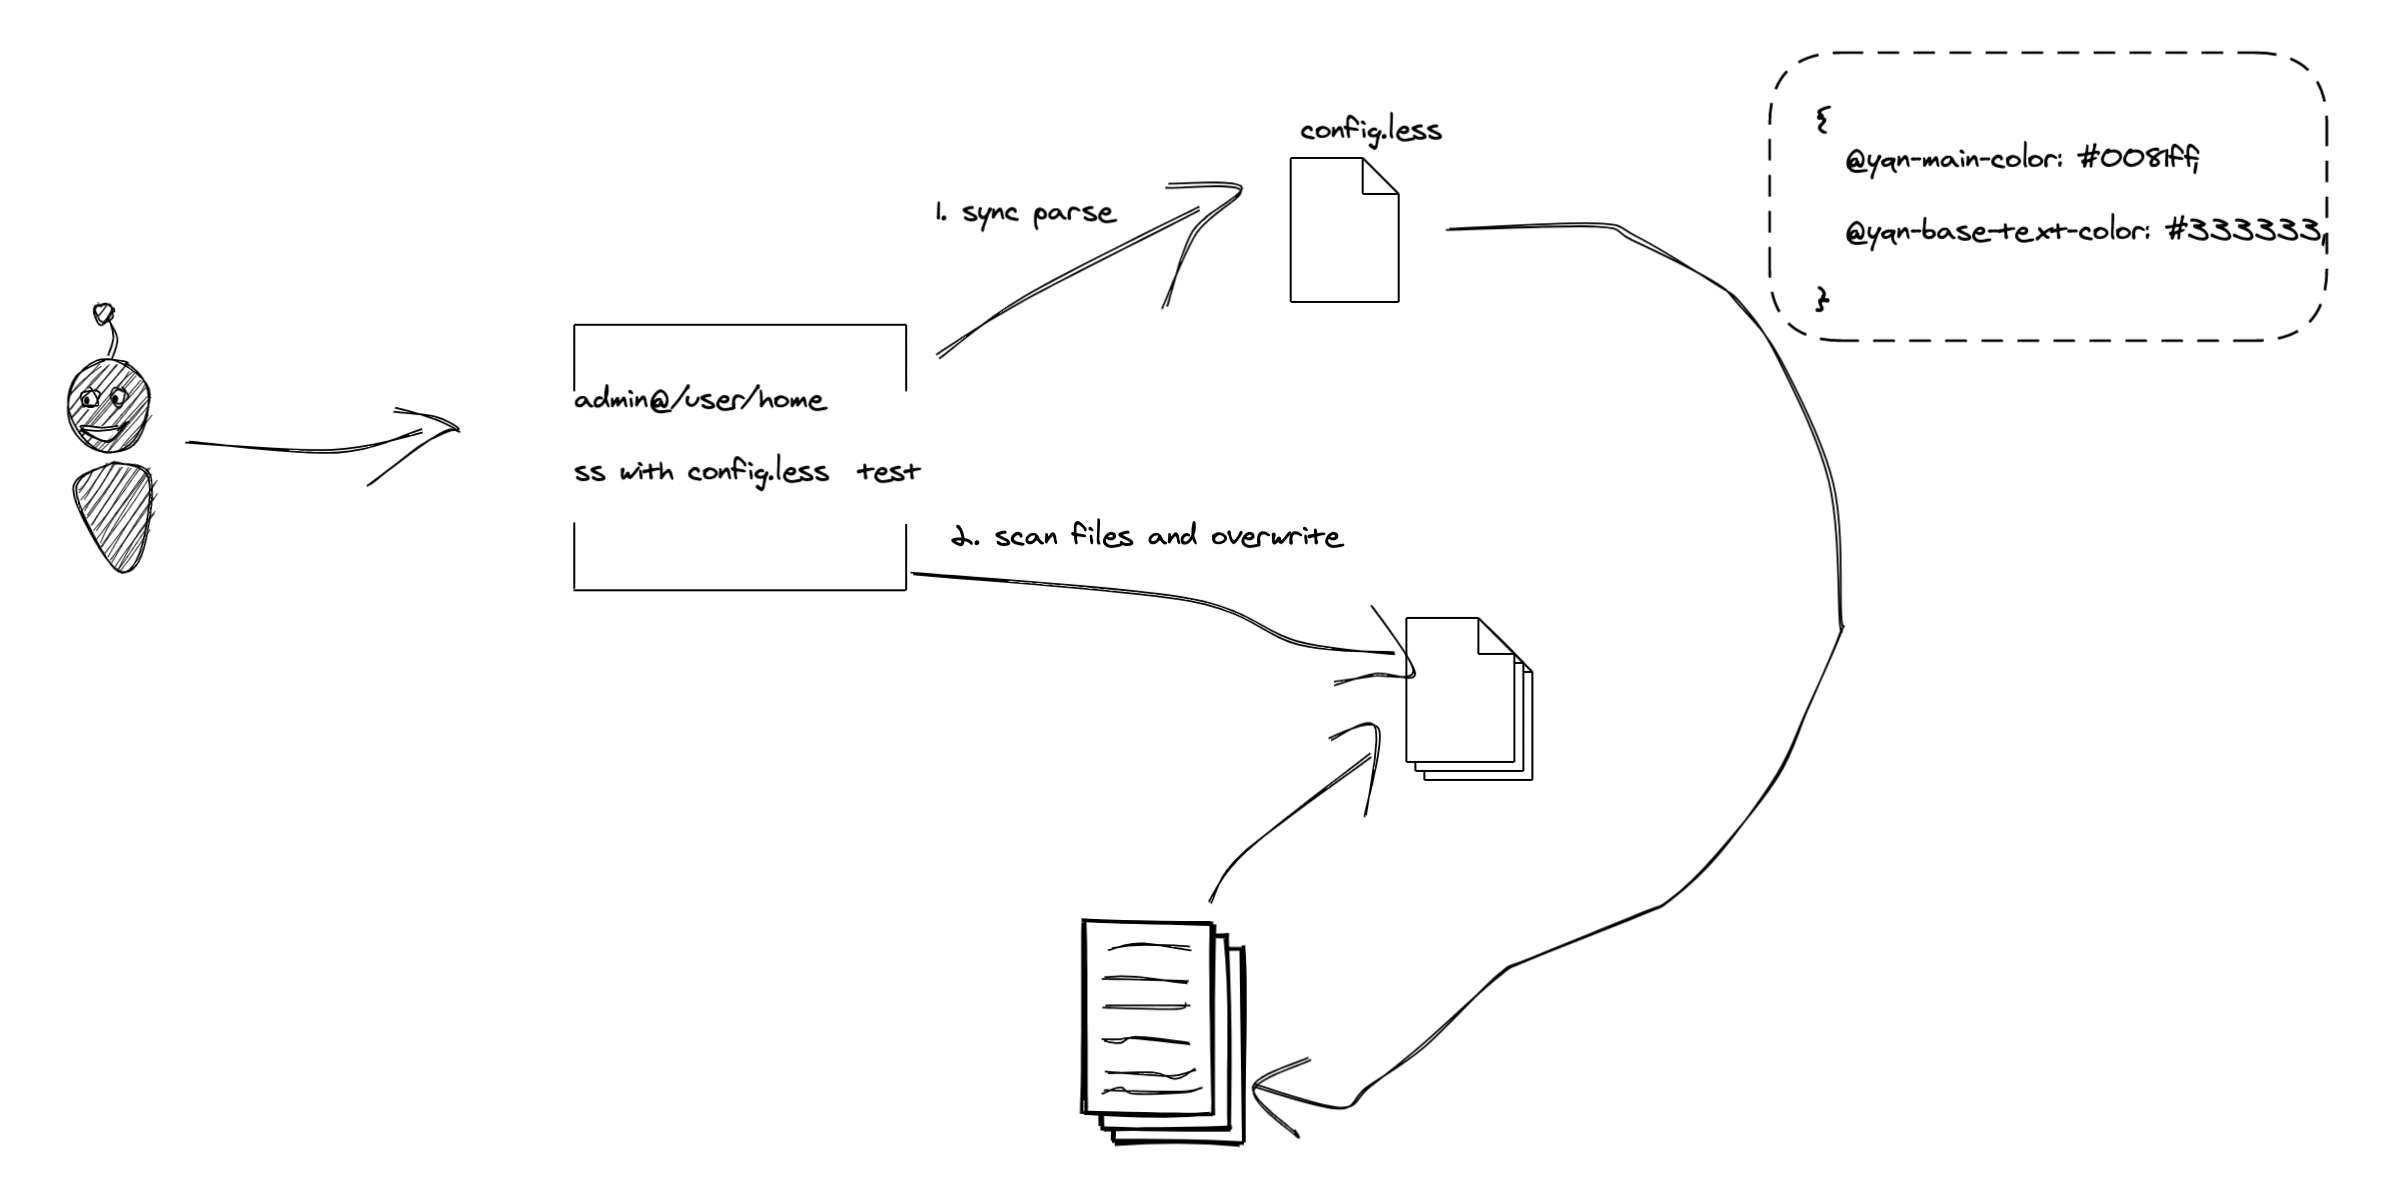 config.less
{
@yqn-main-color: #0081ff,
@yqn-base-text-color: #333333,
}
1. sync parse
admin@/user/home
ss with config.less test
2. scan files and overwrite